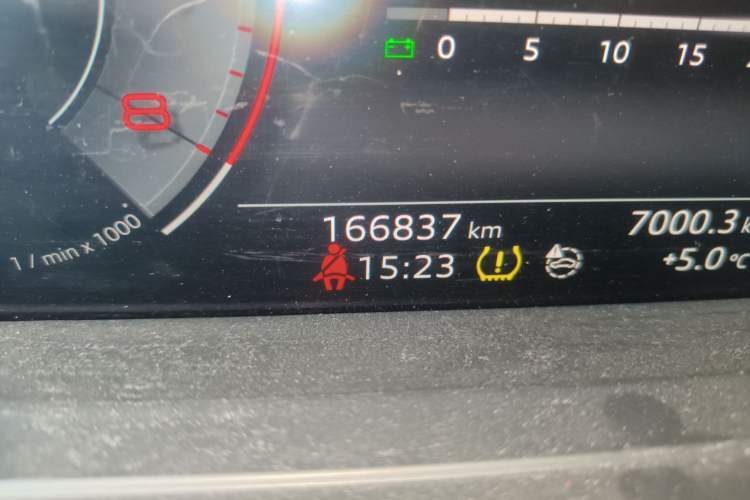 0 5 10 15
8
1 / min x 1000
166837 km 7000.3
15:23 +5.0 °C